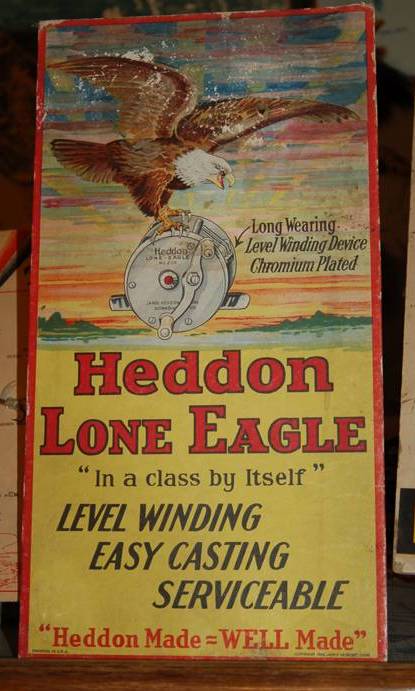 Long Wearing
Level Winding Device
Chromium Plated
Heddon
LONE-EAGLE
Heddon
LONE EAGLE
"In a class by Itself"
LEVEL WINDING
EASY CASTING
SERVICEABLE
"Heddon Made = WELL Made"